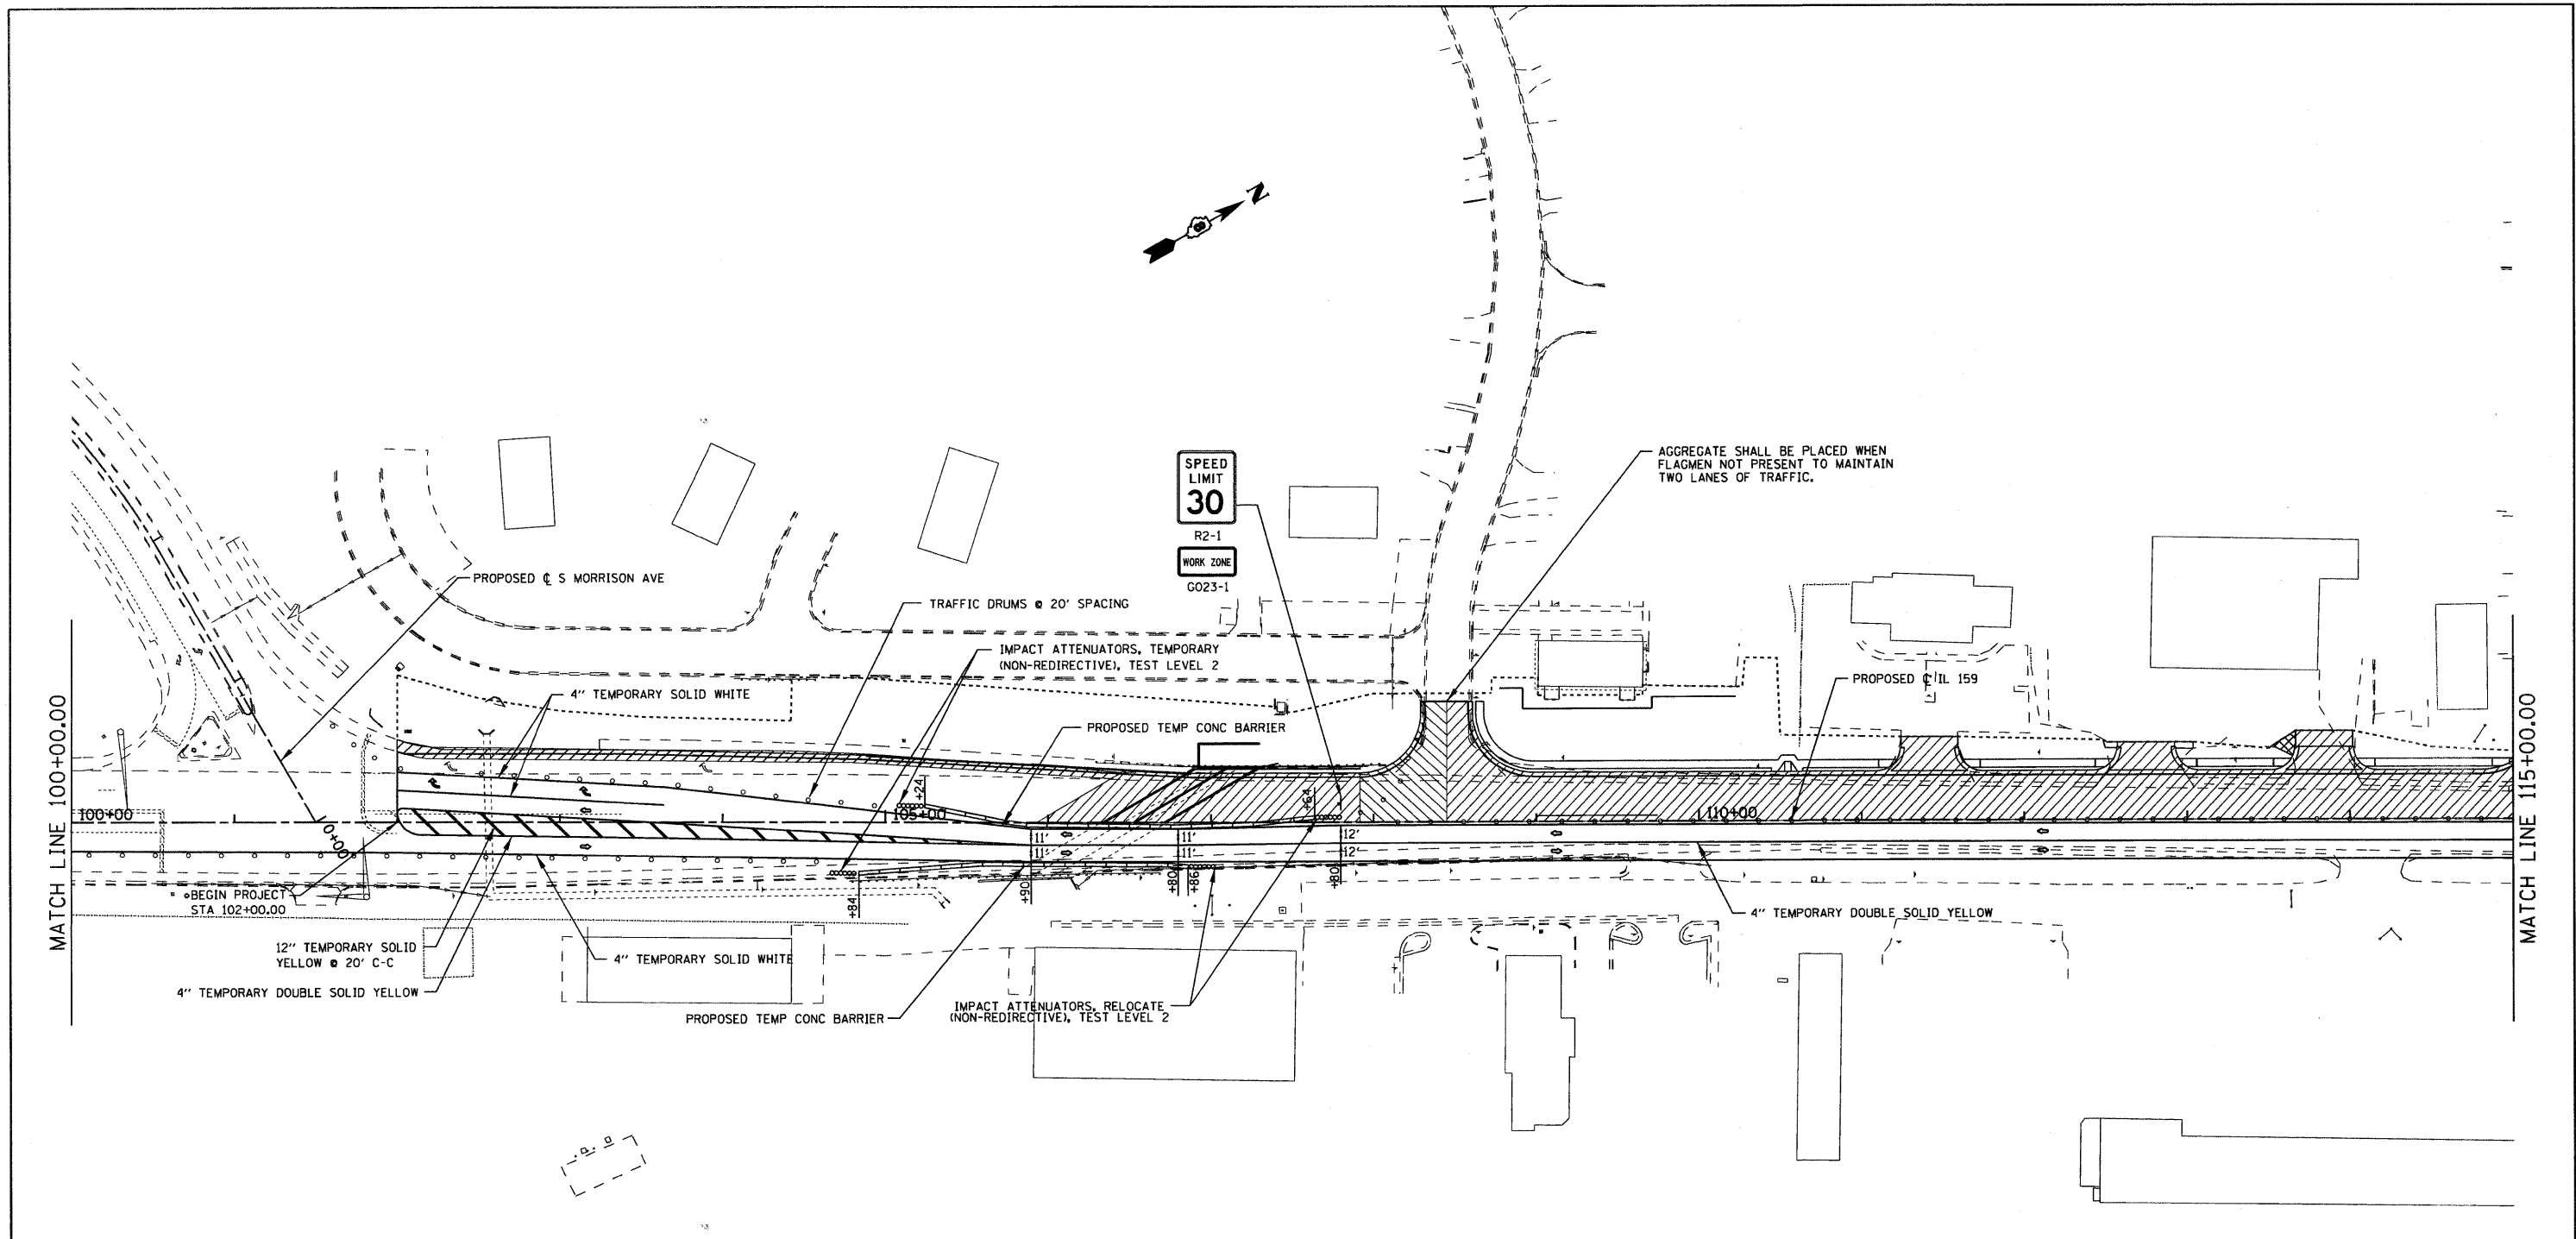 N
SPEED
LIMIT
30
R2-1
WORK ZONE
G023-1
AGGREGATE SHALL BE PLACED WHEN
FLAGMEN NOT PRESENT TO MAINTAIN
TWO LANES OF TRAFFIC.
PROPOSED ℄ S MORRISON AVE
TRAFFIC DRUMS @ 20' SPACING
IMPACT ATTENUATORS, TEMPORARY
(NON-REDIRECTIVE), TEST LEVEL 2
4" TEMPORARY SOLID WHITE
PROPOSED ℄ IL 159
PROPOSED TEMP CONC BARRIER
MATCH LINE 100+00.00
MATCH LINE 115+00.00
+24
+64
100+00
105+00
110+00
10+00
11'
11'
12'
11'
11'
12'
+84
+90
+80
+86
+80
BEGIN PROJECT
STA 102+00.00
4" TEMPORARY DOUBLE SOLID YELLOW
12" TEMPORARY SOLID
YELLOW @ 20' C-C
4" TEMPORARY SOLID WHITE
4" TEMPORARY DOUBLE SOLID YELLOW
IMPACT ATTENUATORS, RELOCATE
(NON-REDIRECTIVE), TEST LEVEL 2
PROPOSED TEMP CONC BARRIER